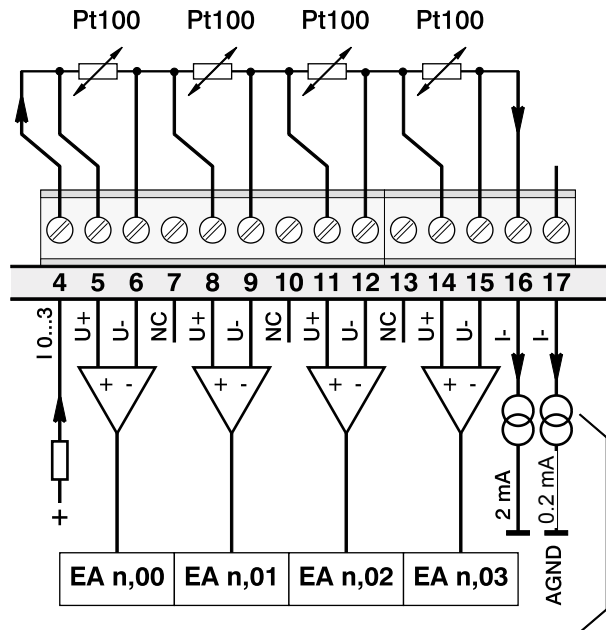 Pt100 Pt100 Pt100 Pt100
4 5 6 7 8 9 10 11 12 13 14 15 16 17
I 0...3 U+ U- NC U+ U- NC U+ U- NC U+ U- I- I-
+ - + - + - + -
+
2 mA 0.2 mA
EA n,00 EA n,01 EA n,02 EA n,03
AGND